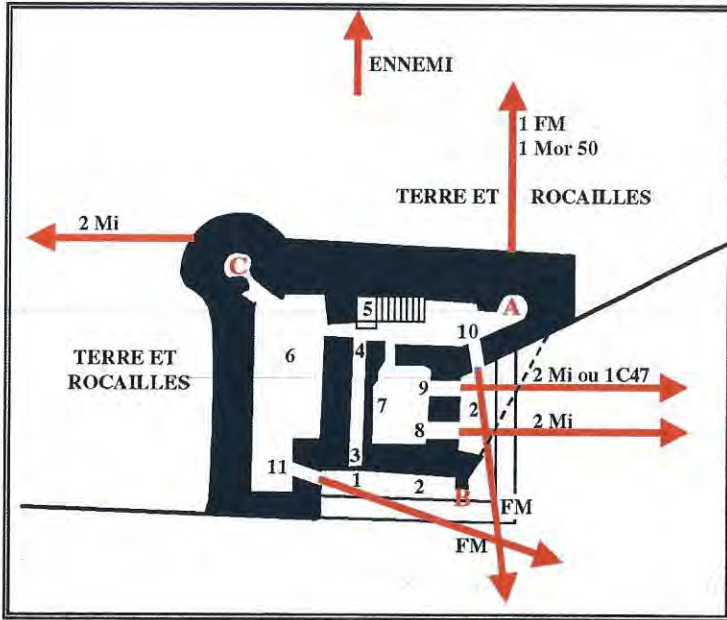 ENNEMI
1 FM
1 Mor 50
TERRE ET ROCAILLES
2 Mi
C
A
5
10
6
4
TERRE ET
ROCAILLES
9
2 Mi ou 1C47
7
2
8
2 Mi
3
11
1
2
B
FM
FM